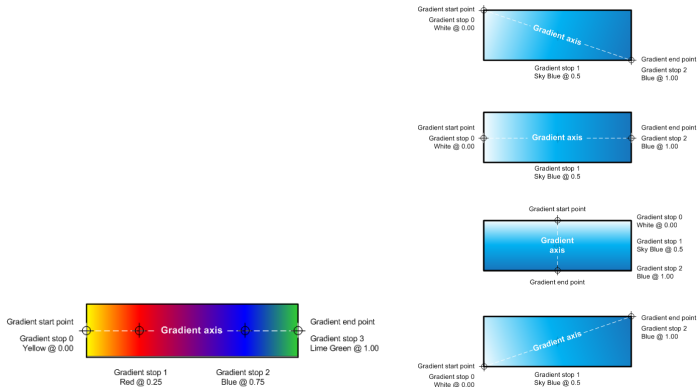 Gradient start point
Gradient stop 0
White @ 0.00
Gradient axis
Gradient end point
Gradient stop 2
Blue @ 1.00
Gradient stop 1
Sky Blue @ 0.5
Gradient start point
Gradient stop 0
White @ 0.00
Gradient axis
Gradient end point
Gradient stop 2
Blue @ 1.00
Gradient stop 1
Sky Blue @ 0.5
Gradient start point
Gradient stop 0
White @ 0.00
Gradient
axis
Gradient stop 1
Sky Blue @ 0.5
Gradient stop 2
Blue @ 1.00
Gradient end point
Gradient start point
Gradient stop 0
Yellow @ 0.00
Gradient axis
Gradient end point
Gradient stop 3
Lime Green @ 1.00
Gradient stop 1
Red @ 0.25
Gradient stop 2
Blue @ 0.75
Gradient axis
Gradient end point
Gradient stop 2
Blue @ 1.00
Gradient start point
Gradient stop 0
White @ 0.00
Gradient stop 1
Sky Blue @ 0.5